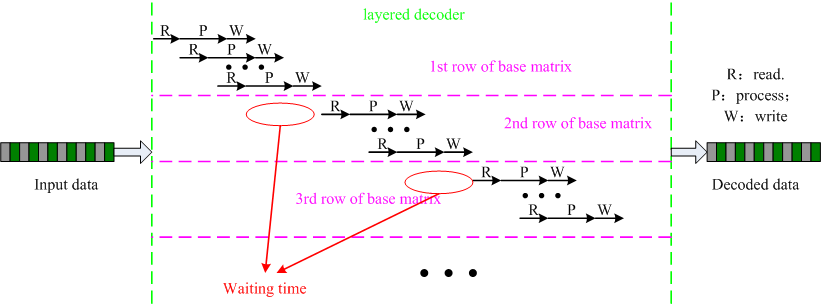 layered decoder
R P W
R P W
R P W
1st row of base matrix
R P W
2nd row of base matrix
R P W
R P W
3rd row of base matrix
R P W
Input data
Decoded data
R：read.
P：process；
W：write
Waiting time